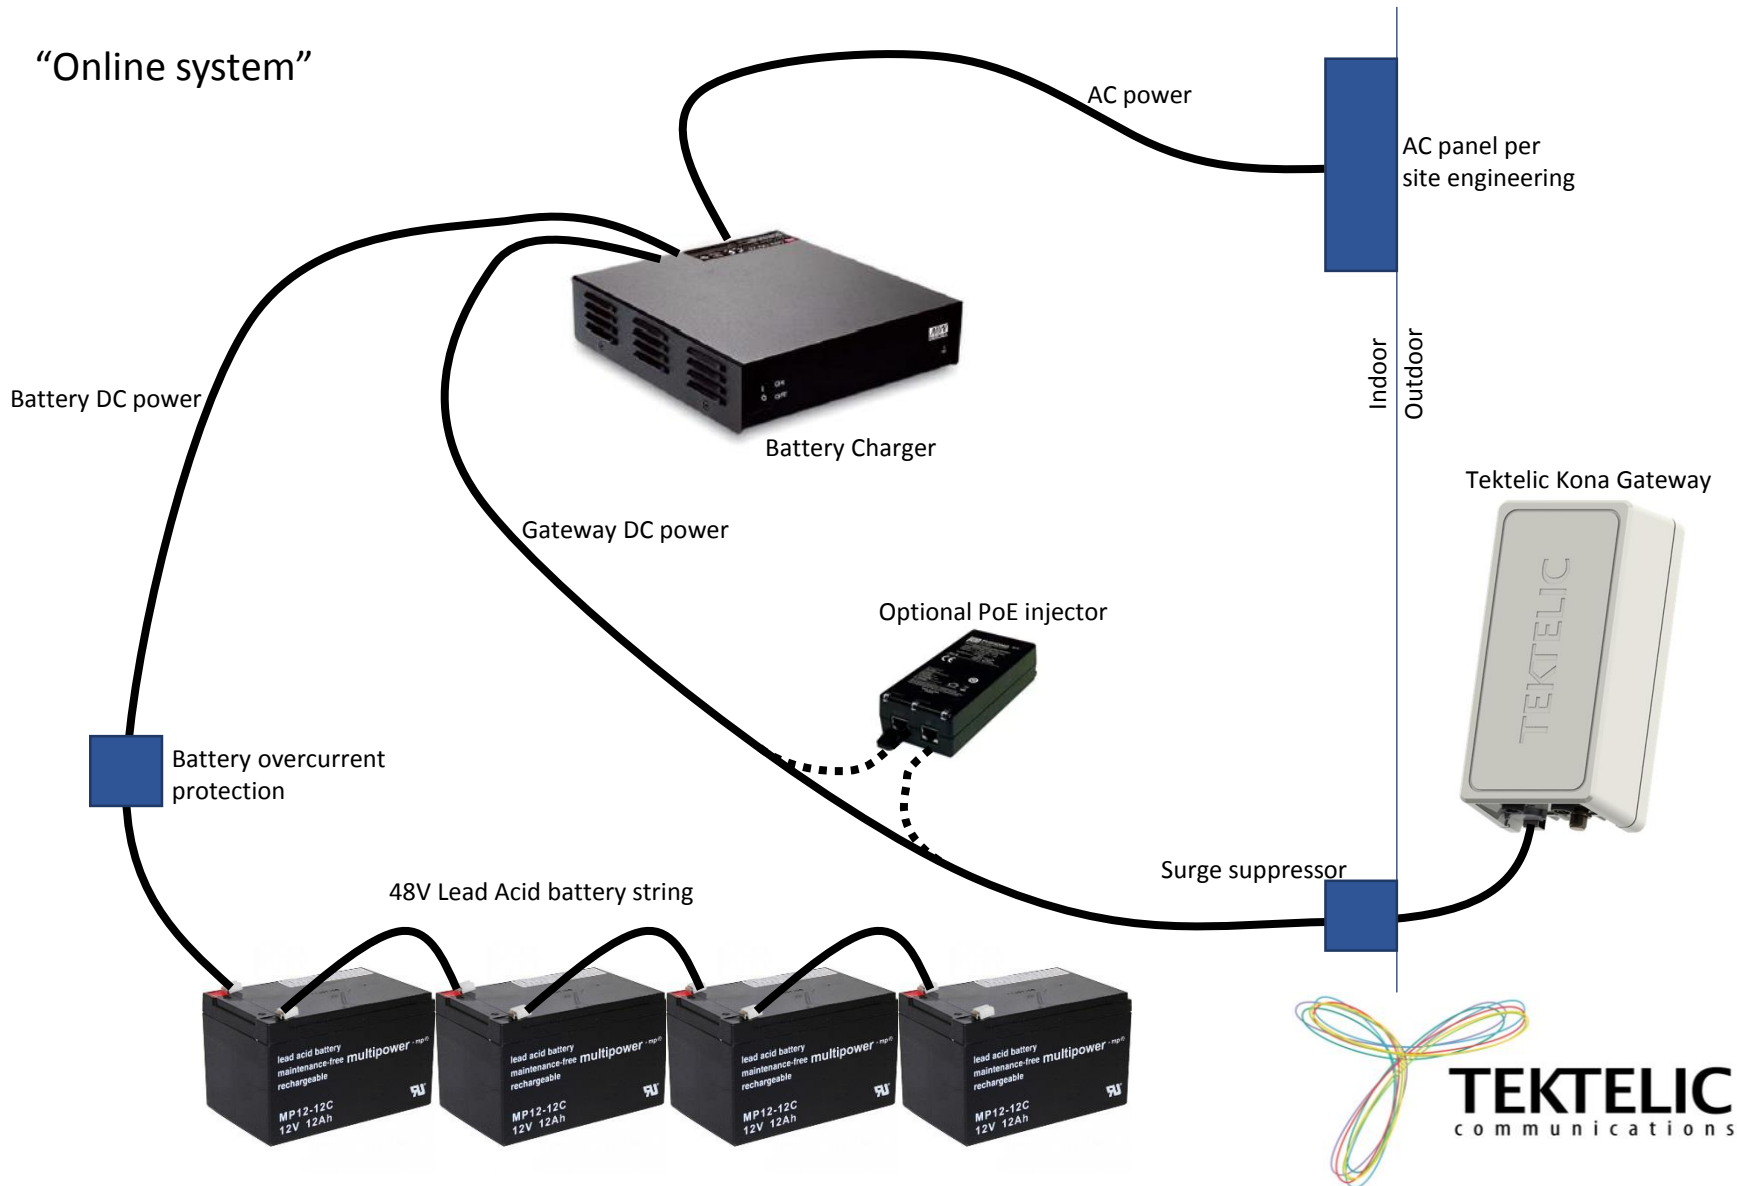 “Online system”
AC power
AC panel per
site engineering
Indoor
Outdoor
Battery DC power
Battery Charger
Tektelic Kona Gateway
TEKTELIC
Gateway DC power
Optional PoE injector
Battery overcurrent
protection
Surge suppressor
48V Lead Acid battery string
lead acid battery
maintenance-free multipower
rechargeable
MP12-12C
12V 12Ah
lead acid battery
maintenance-free multipower
rechargeable
MP12-12C
12V 12Ah
lead acid battery
maintenance-free multipower
rechargeable
MP12-12C
12V 12Ah
lead acid battery
maintenance-free multipower
rechargeable
MP12-12C
12V 12Ah
TEKTELIC
communications